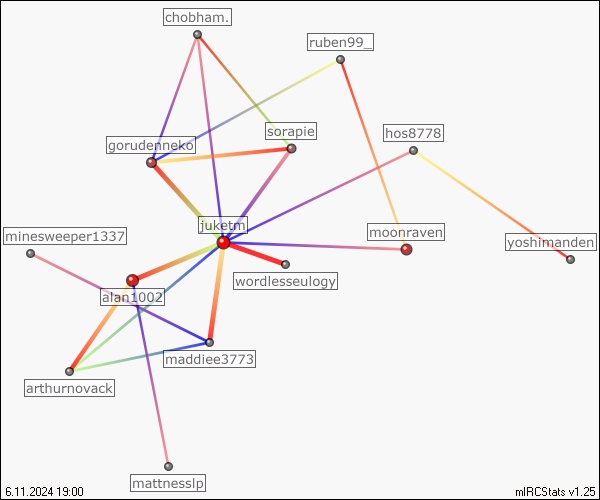 chobham.
ruben99_
sorapie
hos8778
gorudenneko
juketm
moonraven
minesweeper1337
yoshimanden
wordlesseulogy
alan1002
maddiee3773
arthurnovack
mattnesslp
6.11.2024 19:00
mIRCStats v1.25